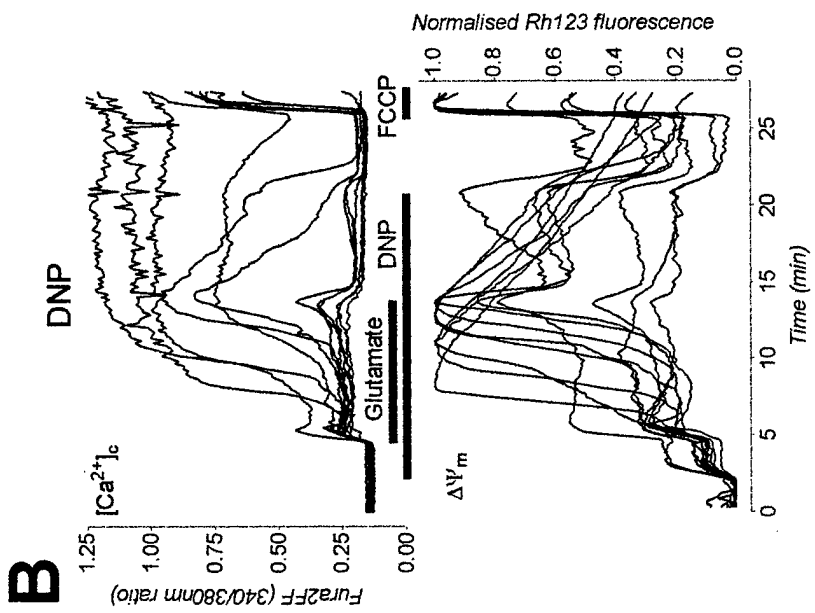 B
DNP
[Ca2+]c
Fura2FF (340/380nm ratio)
1.25
1.00
0.75
0.50
0.25
0.00
Glutamate
DNP
FCCP
ΔΨm
Normalised Rh123 fluorescence
1.0
0.8
0.6
0.4
0.2
0.0
0
5
10
15
20
25
Time (min)